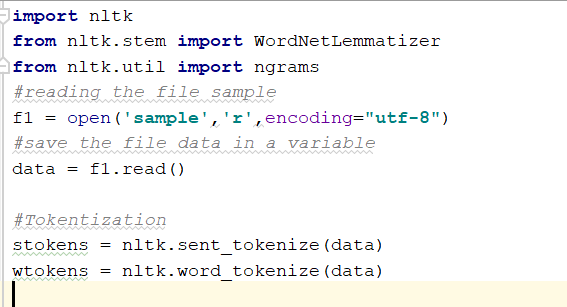 import nltk
from nltk.stem import WordNetLemmatizer
from nltk.util import ngrams
#reading the file sample
f1 = open('sample','r',encoding="utf-8")
#save the file data in a variable
data = f1.read()
#Tokentization
stokens = nltk.sent_tokenize(data)
wtokens = nltk.word_tokenize(data)